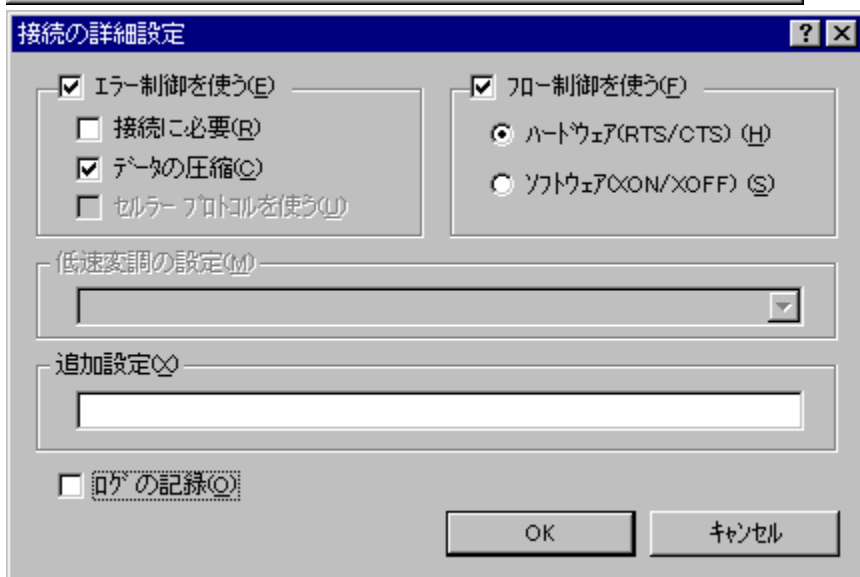 接続の詳細設定
エラー制御を使う(E)
接続に必要(R)
データの圧縮(C)
セルラー プロトコルを使う(U)
フロー制御を使う(F)
ハードウェア(RTS/CTS) (H)
ソフトウェア(XON/XOFF) (S)
低速変調の設定(M)
追加設定(X)
ログの記録(O)
OK
キャンセル